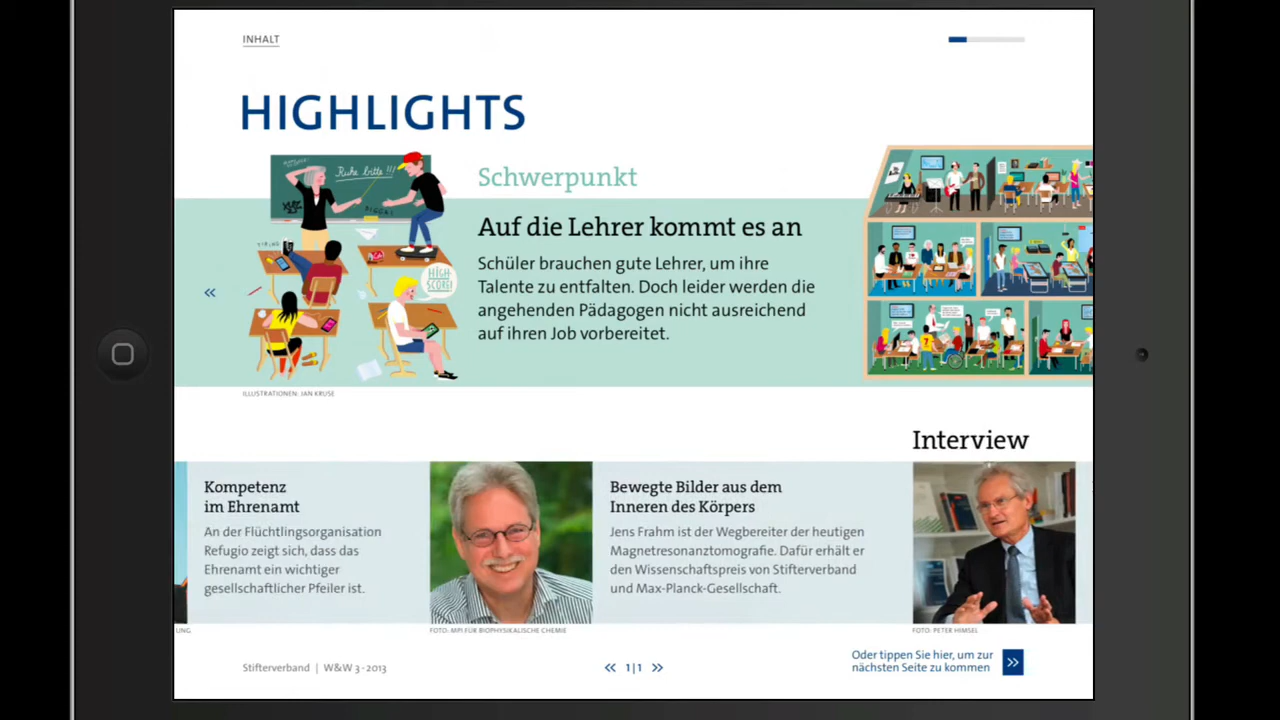 INHALT
HIGHLIGHTS
Ruhe bitte!!!
DIGGA!
HIGH-
SCORE!
Schwerpunkt
Auf die Lehrer kommt es an
Schüler brauchen gute Lehrer, um ihre
Talente zu entfalten. Doch leider werden die
angehenden Pädagogen nicht ausreichend
auf ihren Job vorbereitet.
«
ILLUSTRATIONEN: JAN KRUSE
Interview
Kompetenz
im Ehrenamt
An der Flüchtlingsorganisation
Refugio zeigt sich, dass das
Ehrenamt ein wichtiger
gesellschaftlicher Pfeiler ist.
Bewegte Bilder aus dem
Inneren des Körpers
Jens Frahm ist der Wegbereiter der heutigen
Magnetresonanztomografie. Dafür erhält er
den Wissenschaftspreis von Stifterverband
und Max-Planck-Gesellschaft.
UNG
FOTO: MPI FÜR BIOPHYSIKALISCHE CHEMIE
FOTO: PETER HIMSEL
Stifterverband | W&W 3-2013
« 1|1 »
Oder tippen Sie hier, um zur
nächsten Seite zu kommen
»